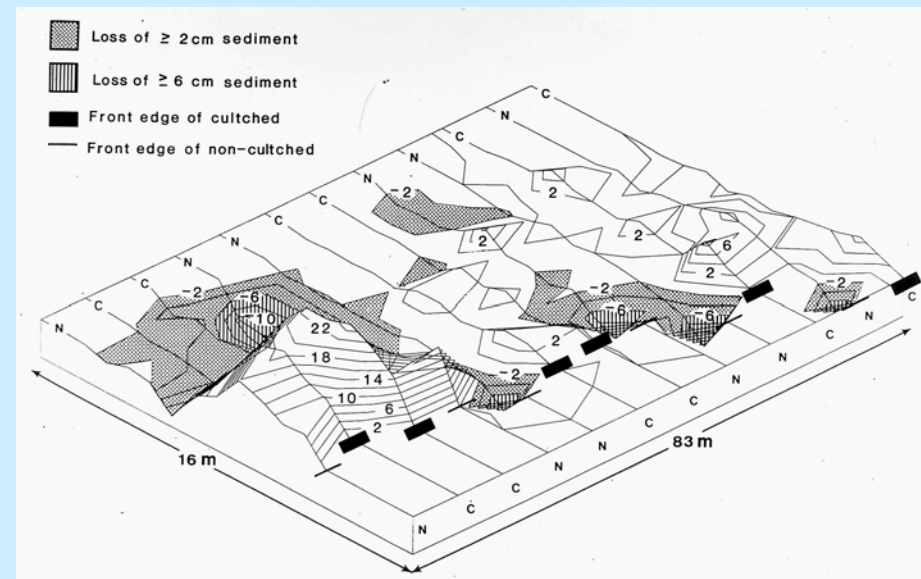 Loss of ≥ 2cm sediment
Loss of ≥ 6 cm sediment
Front edge of cultched
Front edge of non-cultched
C
N
C
N
N
C
C
N
N
C
C
N
-2
2
2
2
6
2
-2
-6
-10
22
18
14
10
6
2
-2
-6
-6
-2
2
-2
16 m
83 m
N
C
C
N
N
C
C
N
N
C
N
C